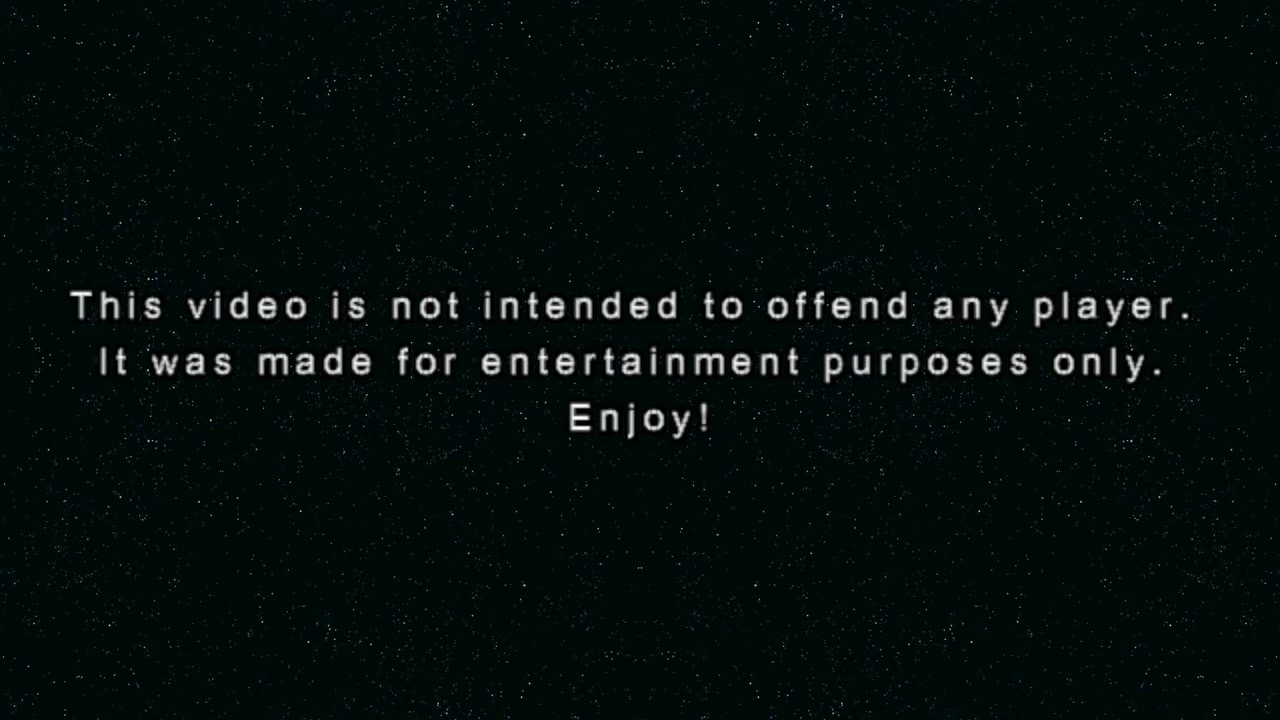 This video is not intended to offend any player.
It was made for entertainment purposes only.
Enjoy!